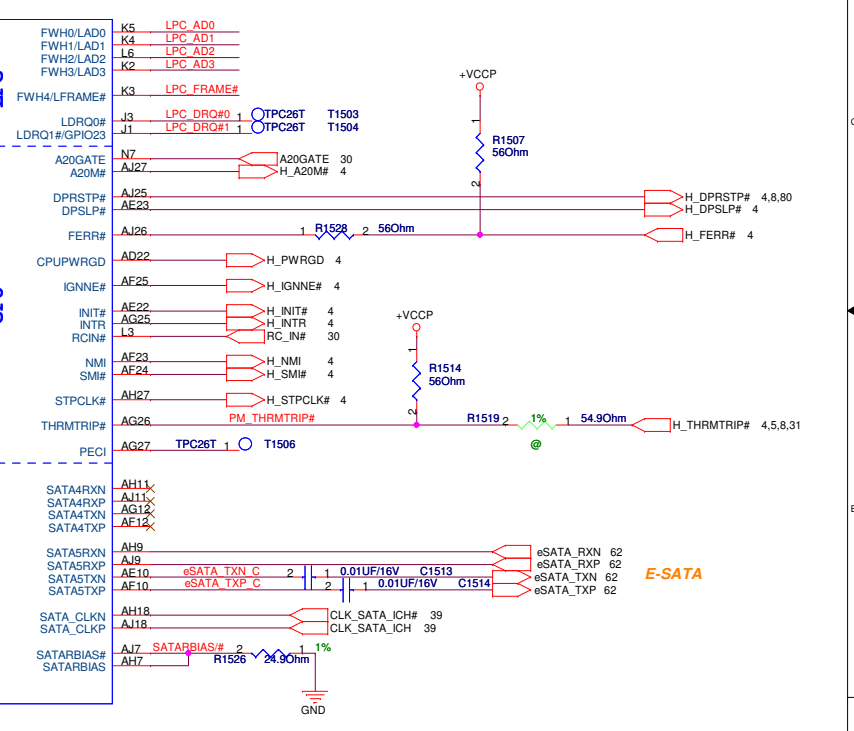 FWH0/LAD0 K5 LPC_AD0
FWH1/LAD1 K4 LPC_AD1
FWH2/LAD2 L6 LPC_AD2
FWH3/LAD3 K2 LPC_AD3
+VCCP
FWH4/LFRAME# K3 LPC_FRAME#
LDRQ0# J3 LPC_DRQ#0 1 TPC26T T1503
LDRQ1#/GPIO23 J1 LPC_DRQ#1 1 TPC26T T1504
1 R1507
56Ohm
2
A20GATE N7 A20GATE 30
A20M# AJ27 H_A20M# 4
DPRSTP# AJ25 H_DPRSTP# 4,8,80
DPSLP# AE23 H_DPSLP# 4
FERR# AJ26 1 R1528 2 56Ohm H_FERR# 4
CPUPWRGD AD22 H_PWRGD 4
IGNNE# AF25 H_IGNNE# 4
INIT# AE22 H_INIT# 4
INTR AG25 H_INTR 4
RCIN# L3 RC_IN# 30
+VCCP
NMI AF23 H_NMI 4
SMI# AF24 H_SMI# 4
1 R1514
56Ohm
2
STPCLK# AH27 H_STPCLK# 4
THRMTRIP# AG26 PM_THRMTRIP# R1519 2 1% 1 54.9Ohm H_THRMTRIP# 4,5,8,31
@
PECI AG27 TPC26T 1 T1506
SATA4RXN AH11
SATA4RXP AJ11
SATA4TXN AG12
SATA4TXP AF12
SATA5RXN AH9 eSATA_RXN 62
SATA5RXP AJ9 eSATA_RXP 62
SATA5TXN AE10 eSATA_TXN_C 2 1 0.01UF/16V C1513 eSATA_TXN 62
SATA5TXP AF10 eSATA_TXP_C 2 1 0.01UF/16V C1514 eSATA_TXP 62
E-SATA
SATA_CLKN AH18 CLK_SATA_ICH# 39
SATA_CLKP AJ18 CLK_SATA_ICH 39
SATARBIAS# AJ7 SATARBIAS/# 2 1 1%
SATARBIAS AH7 R1526 24.9Ohm
GND